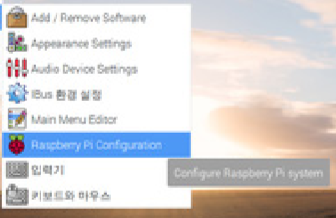 Add / Remove Software
Appearance Settings
Audio Device Settings
IBus 환경 설정
Main Menu Editor
Raspberry Pi Configuration
입력기
Configure Raspberry Pi system
키보드와 마우스